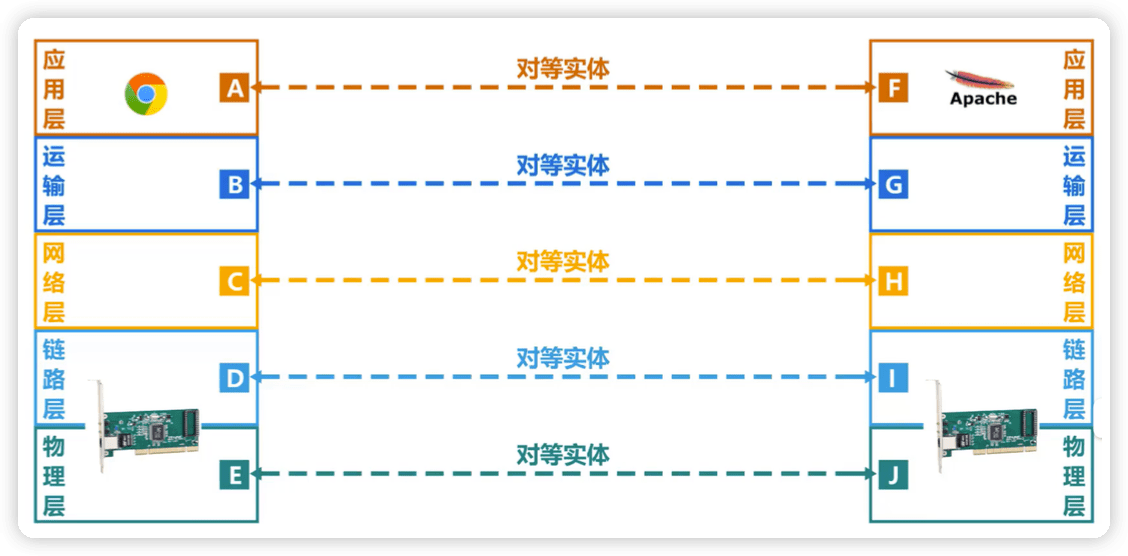 应用层
A
对等实体
F
Apache
应用层
运输层
B
对等实体
G
运输层
网络层
C
对等实体
H
网络层
链路层
D
对等实体
I
链路层
物理层
E
对等实体
J
物理层